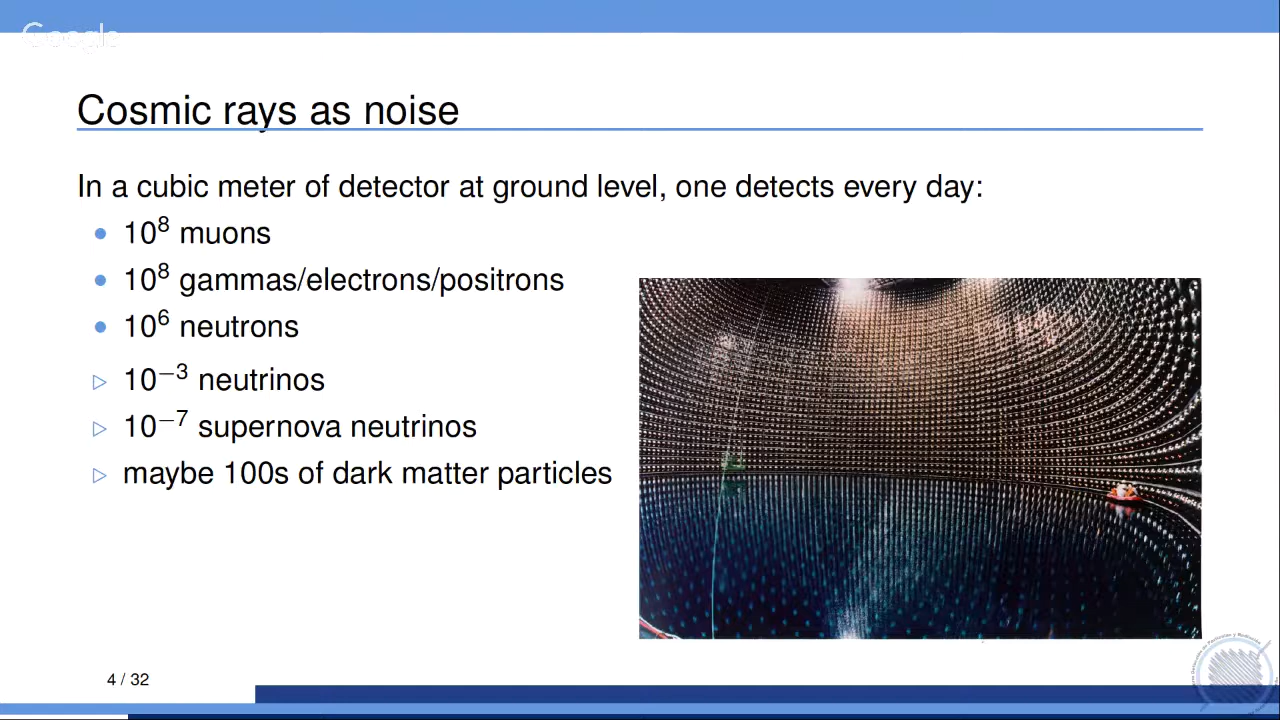 Google
Cosmic rays as noise
In a cubic meter of detector at ground level, one detects every day:
• 10⁸ muons
• 10⁸ gammas/electrons/positrons
• 10⁶ neutrons
▷ 10⁻³ neutrinos
▷ 10⁻⁷ supernova neutrinos
▷ maybe 100s of dark matter particles
4 / 32